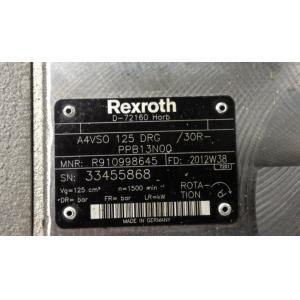 Rexroth
D-72160 Horb
A4VSO 125 DRG /30R-
PPB13N00
MNR: R910998645 FD: 2012W38
7201
SN: 33455868
Vg=125 cm³ n=1500 min⁻¹ ROTA-
DR= bar FR= bar LR=kW TION
MADE IN GERMANY